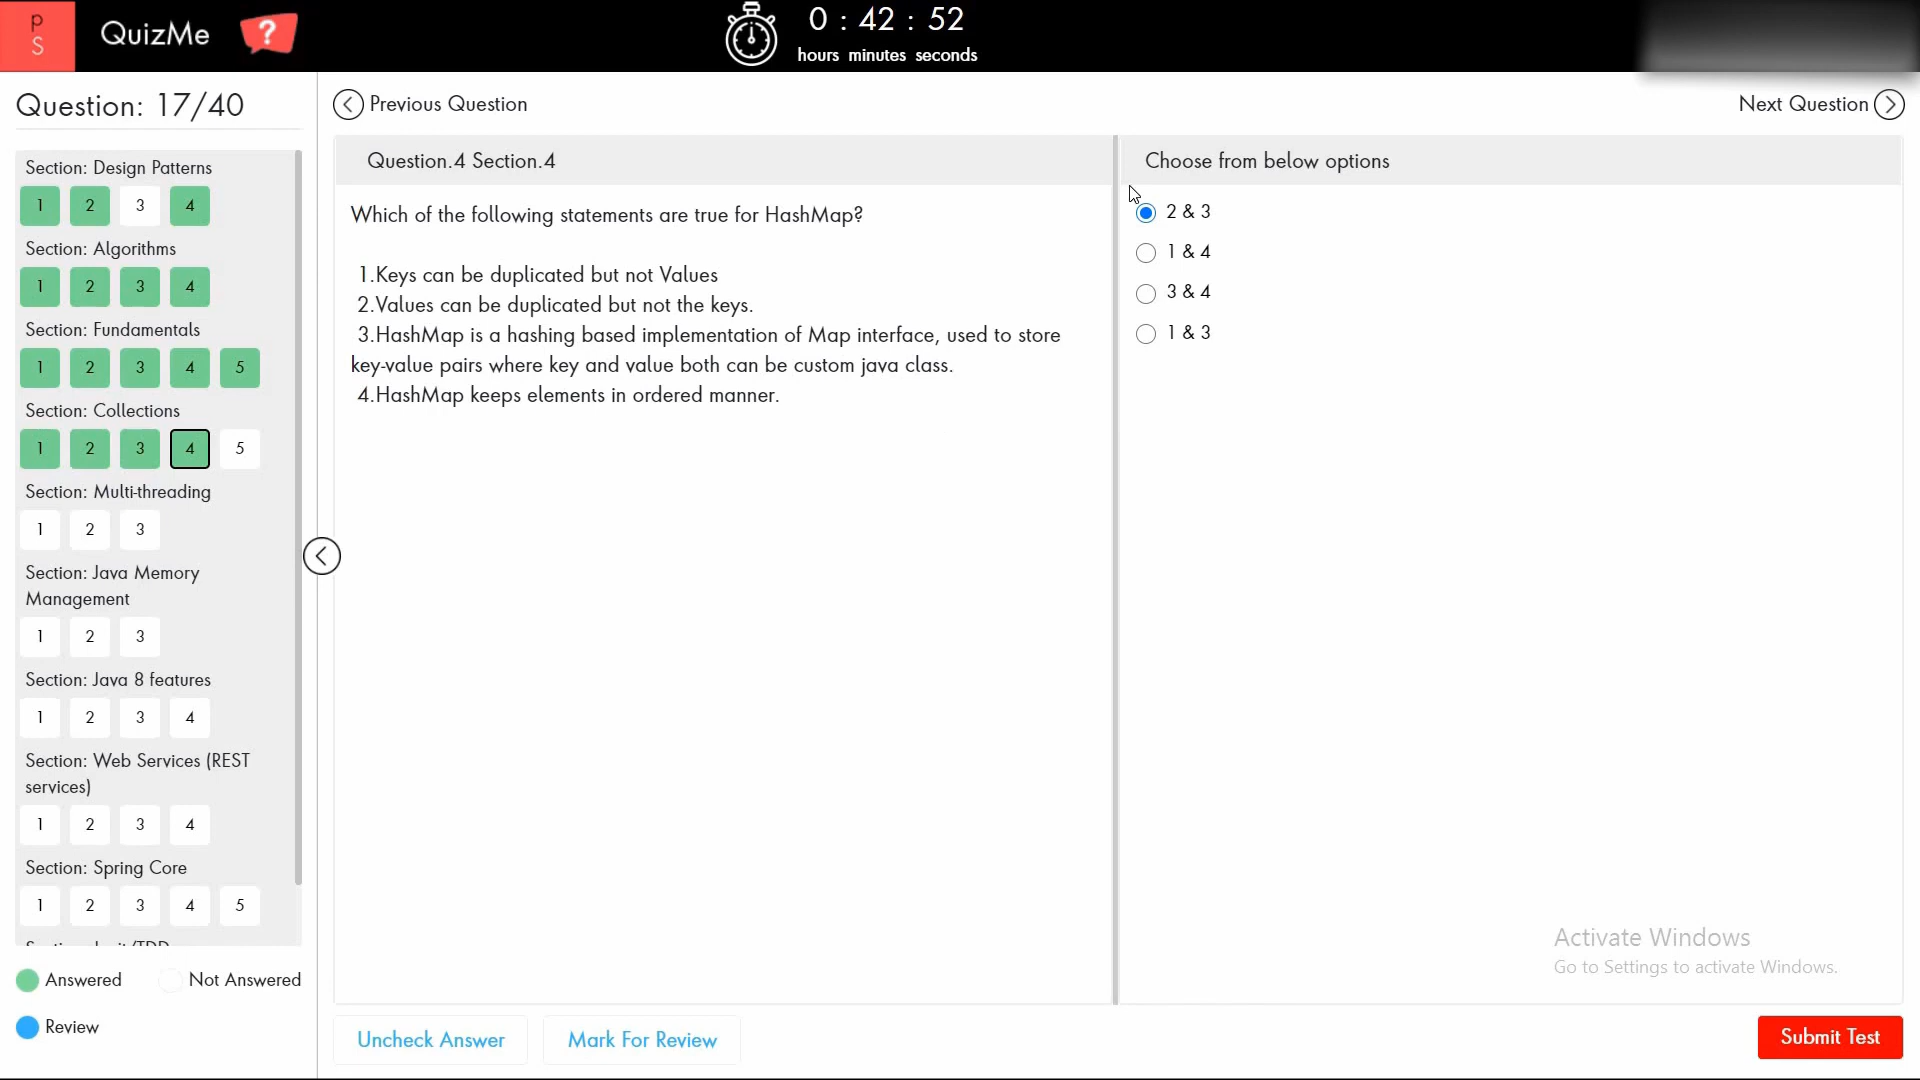 p
S
QuizMe
?
0 : 42 : 52
hours minutes seconds
Question: 17/40
Previous Question
Next Question
Section: Design Patterns
1 2 3 4
Section: Algorithms
1 2 3 4
Section: Fundamentals
1 2 3 4 5
Section: Collections
1 2 3 4 5
Section: Multi-threading
1 2 3
Section: Java Memory
Management
1 2 3
Section: Java 8 features
1 2 3 4
Section: Web Services (REST
services)
1 2 3 4
Section: Spring Core
1 2 3 4 5
Answered
Not Answered
Review
Question.4 Section.4
Which of the following statements are true for HashMap?
1.Keys can be duplicated but not Values
2.Values can be duplicated but not the keys.
3.HashMap is a hashing based implementation of Map interface, used to store
key-value pairs where key and value both can be custom java class.
4.HashMap keeps elements in ordered manner.
Choose from below options
2 & 3
1 & 4
3 & 4
1 & 3
Activate Windows
Go to Settings to activate Windows.
Uncheck Answer
Mark For Review
Submit Test